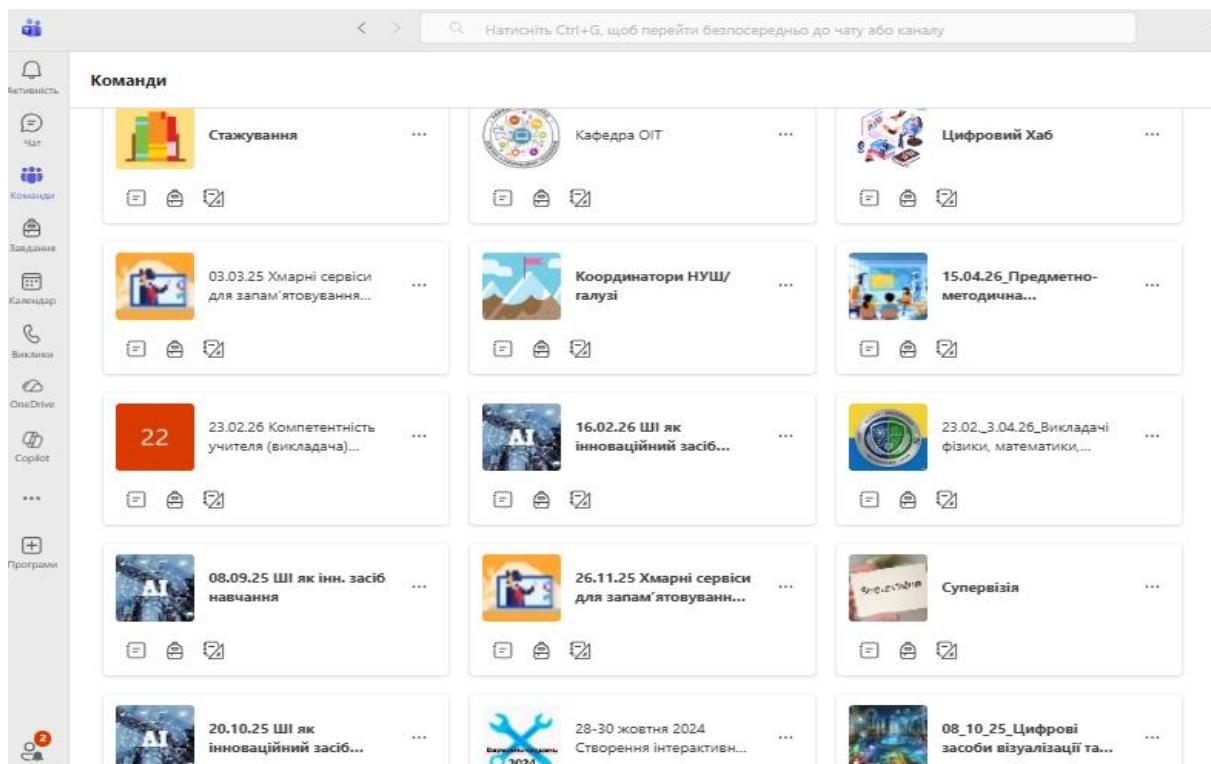 Натисніть Ctrl+G, щоб перейти безпосередньо до чату або каналу
Активність
Чат
Команди
Завдання
Календар
Виклики
OneDrive
Copilot
Програми
2
Команди
Стажування
Кафедра ОІТ
Цифровий Хаб
03.03.25 Хмарні сервіси
для запам'ятовування...
Координатори НУШ/
галузі
15.04.26_Предметно-
методична...
22
23.02.26 Компетентність
учителя (викладача)...
AI
16.02.26 ШІ як
інноваційний засіб...
23.02._3.04.26_Викладачі
фізики, математики,...
AI
08.09.25 ШІ як інн. засіб
навчання
26.11.25 Хмарні сервіси
для запам'ятовуванн...
Супервізія
AI
20.10.25 ШІ як
інноваційний засіб...
2024
28-30 жовтня 2024
Створення інтерактивн...
08_10_25_Цифрові
засоби візуалізації та...